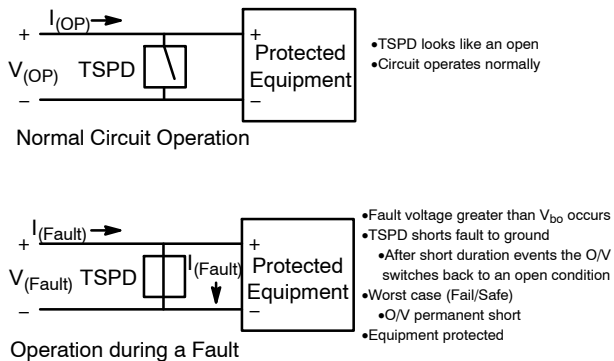 I(OP)
+
+
V(OP) TSPD
Protected
Equipment
–
–
•TSPD looks like an open
•Circuit operates normally
Normal Circuit Operation
I(Fault)
+
+
V(Fault) TSPD
I(Fault)
Protected
Equipment
–
–
•Fault voltage greater than Vbo occurs
•TSPD shorts fault to ground
•After short duration events the O/V
switches back to an open condition
•Worst case (Fail/Safe)
•O/V permanent short
•Equipment protected
Operation during a Fault